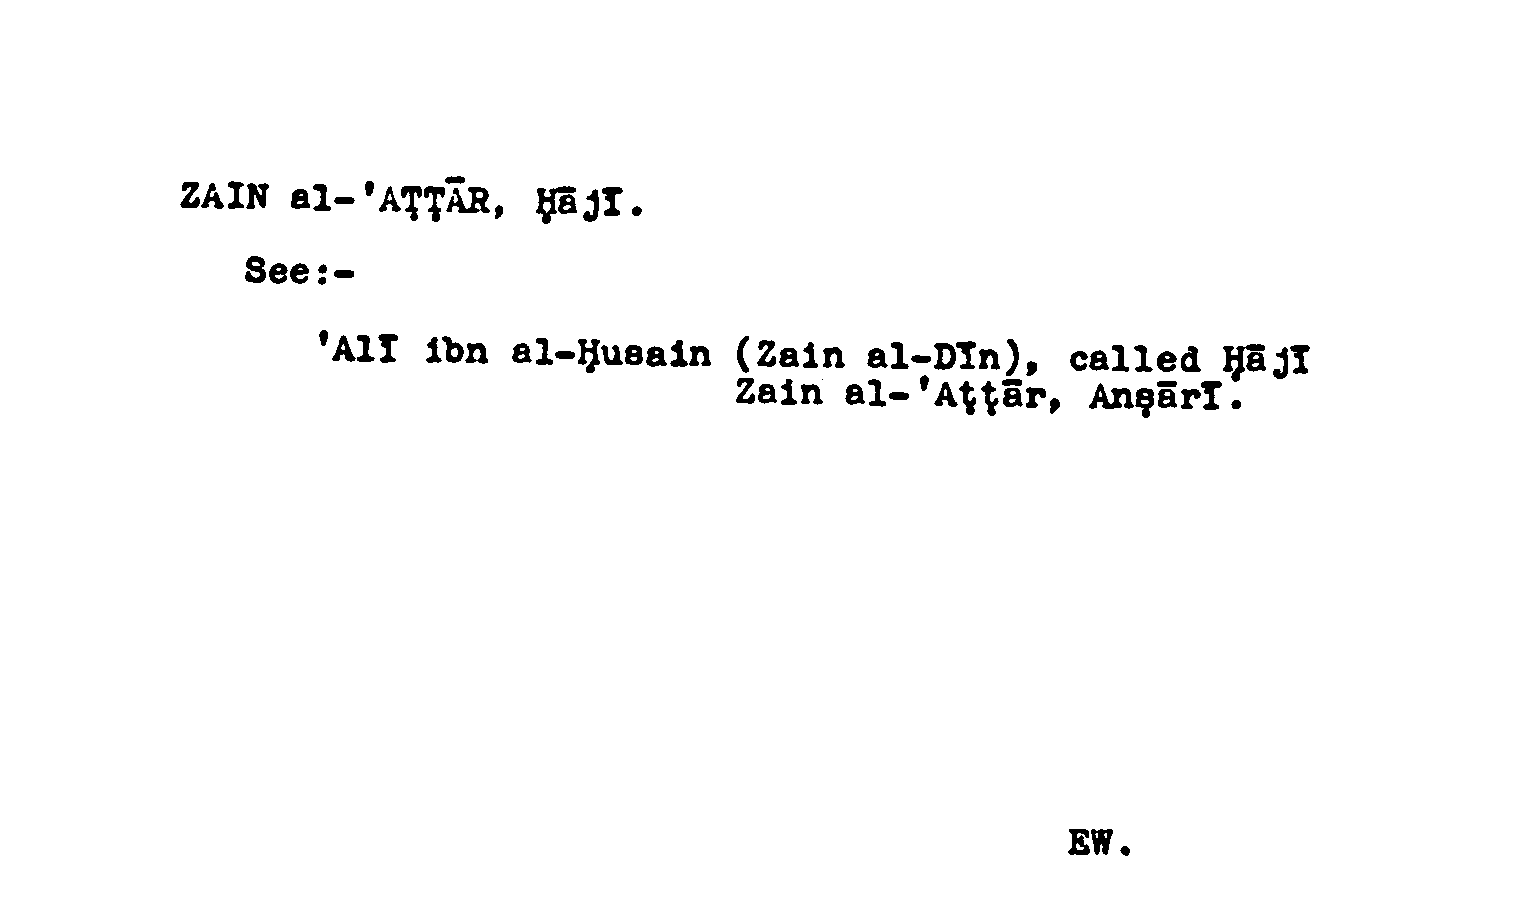 ZAIN al-'AṬṬĀR, Ḥājī.
See:-
'Alī ibn al-Ḥusain (Zain al-Dīn), called Ḥājī
Zain al-'Aṭṭār, Anṣārī.
EW.